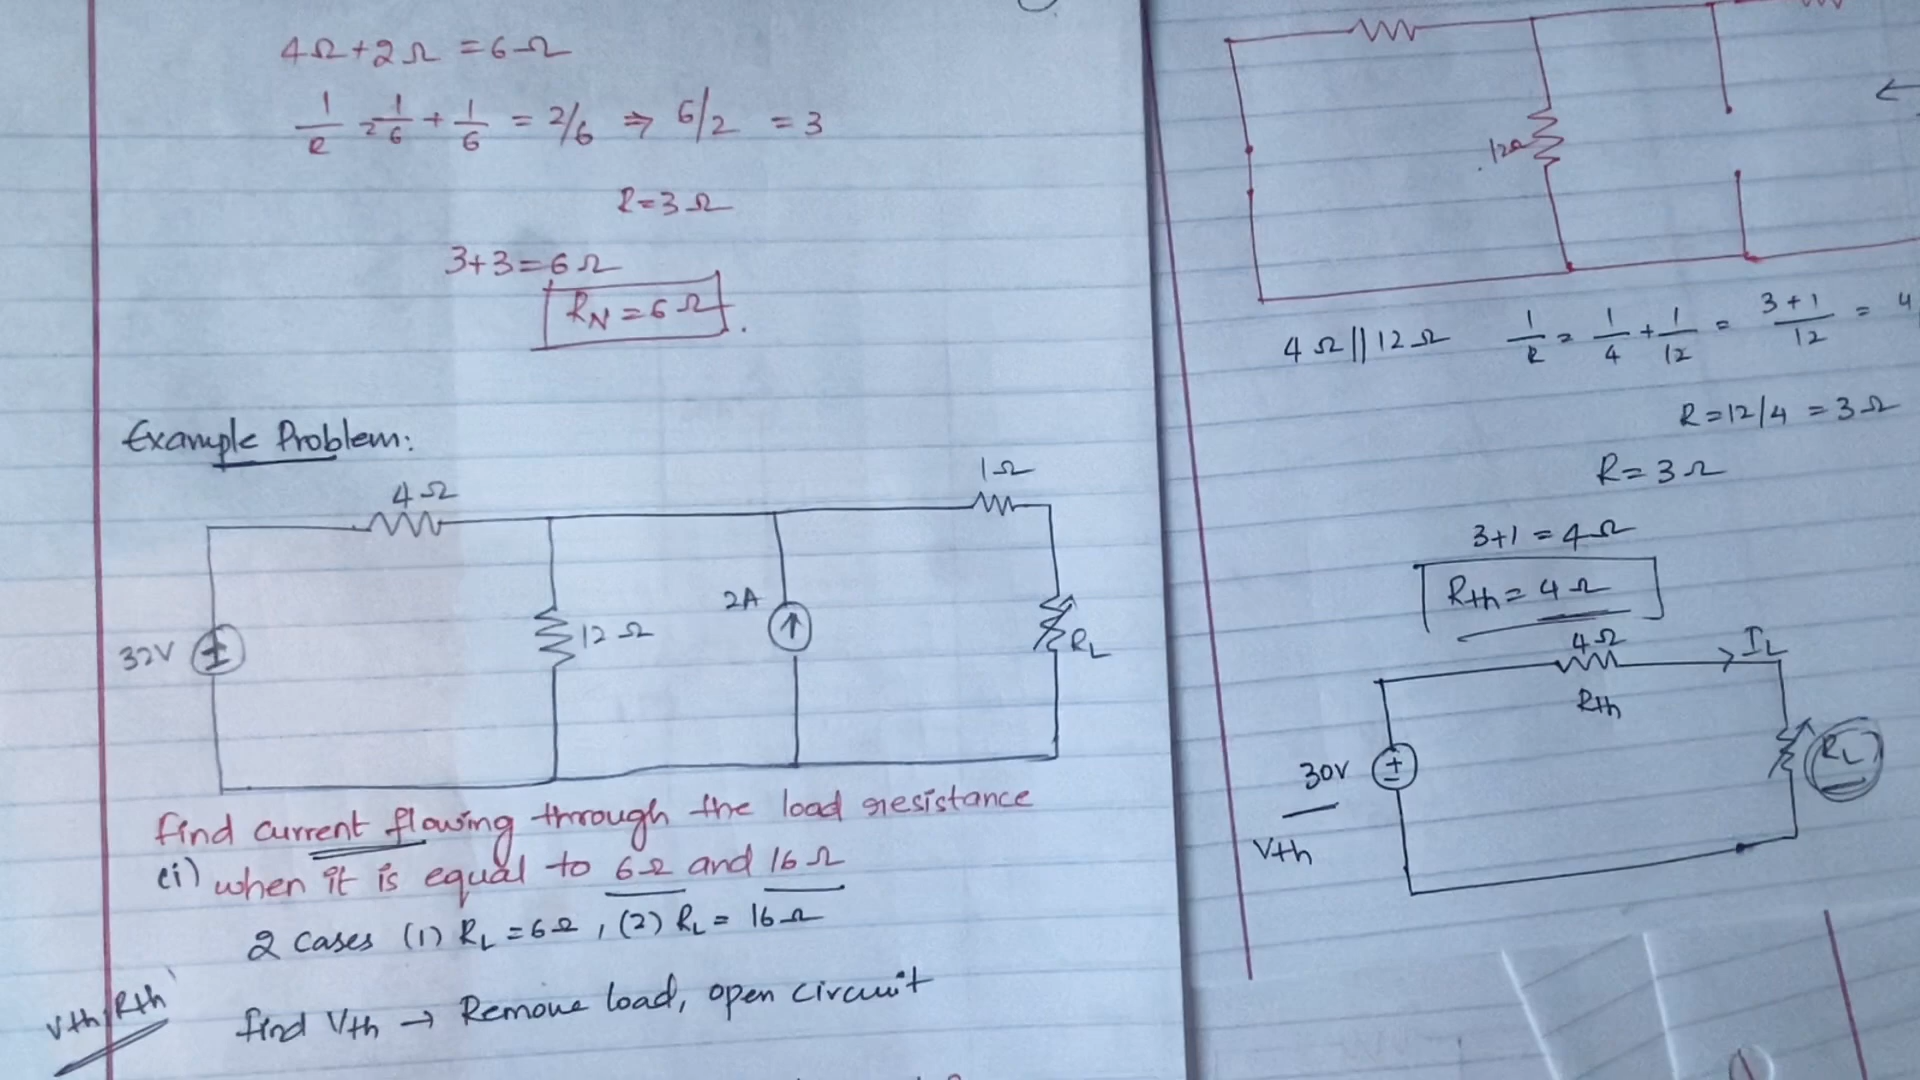 4Ω+2Ω = 6Ω
1/R = 1/6 + 1/6 = 2/6 ⇒ 6/2 = 3
R=3Ω
3+3=6Ω
RN = 6Ω.
Example Problem:
4Ω
1Ω
32V
12Ω
2A
RL
find current flowing through the load resistance
(i) when it is equal to 6Ω and 16Ω
2 cases (1) RL = 6Ω, (2) RL = 16Ω
Vth, Rth
find Vth → Remove load, open circuit
12Ω
4Ω || 12Ω 1/R = 1/4 + 1/12 = 3+1/12 = 4
R=12/4 = 3Ω
R= 3Ω
3+1 = 4Ω
Rth = 4Ω
4Ω
IL
Rth
30V
RL
Vth